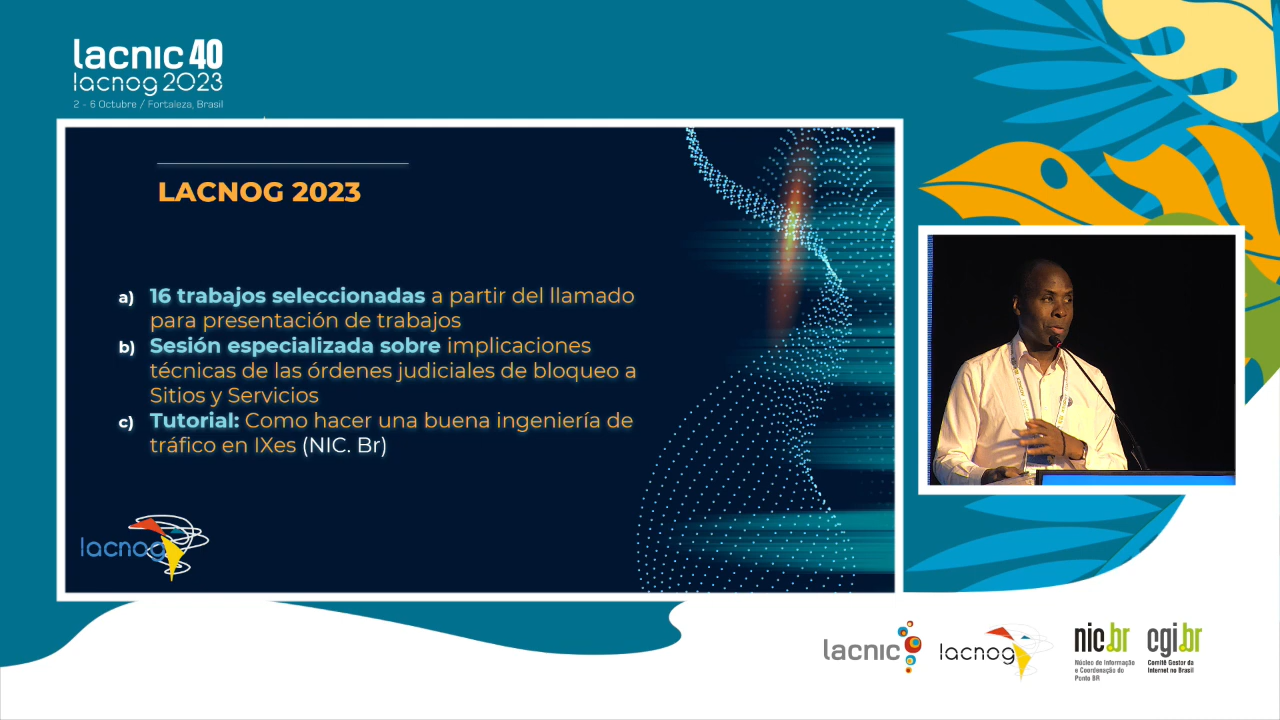 lacnic 40
lacnog 2023
2 - 6 Octubre / Fortaleza, Brasil
LACNOG 2023
a) 16 trabajos seleccionadas a partir del llamado
para presentación de trabajos
b) Sesión especializada sobre implicaciones
técnicas de las órdenes judiciales de bloqueo a
Sitios y Servicios
c) Tutorial: Como hacer una buena ingeniería de
tráfico en IXes (NIC. Br)
lacnog
lacnic
lacnog
nic.br
Núcleo de Informação
e Coordenação do
Ponto BR
cgi.br
Comitê Gestor da
Internet no Brasil